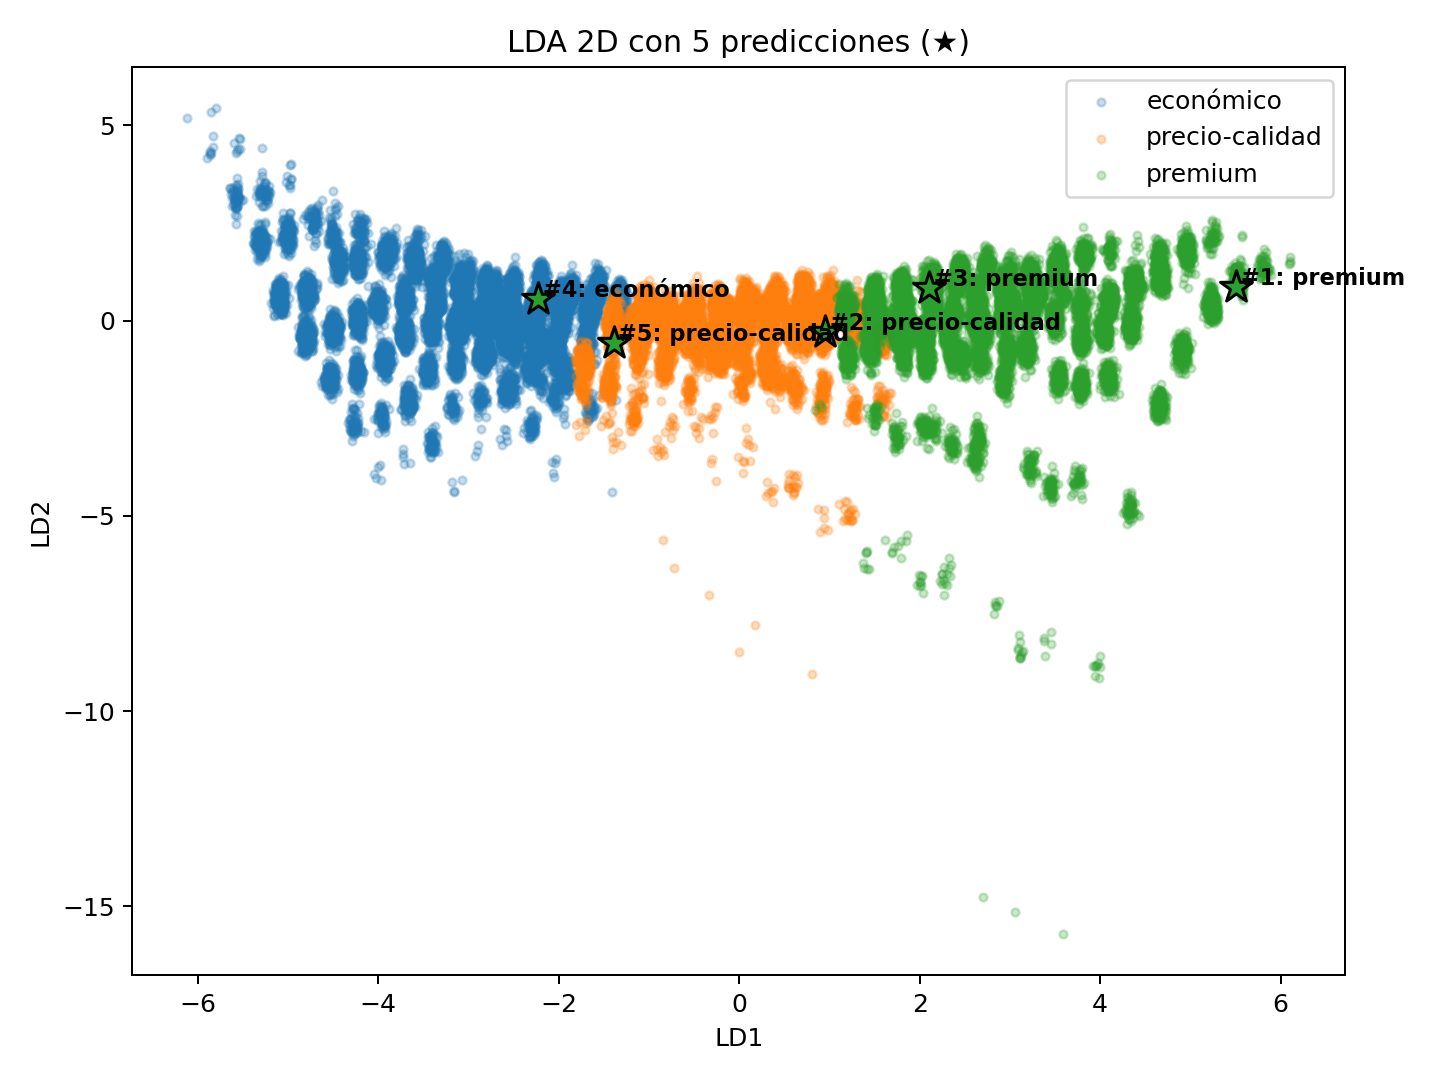 LDA 2D con 5 predicciones (★)
económico
precio-calidad
premium
#1: premium
#2: precio-calidad
#3: premium
#4: económico
#5: precio-calidad
5
0
−5
−10
−15
LD2
−6
−4
−2
0
2
4
6
LD1